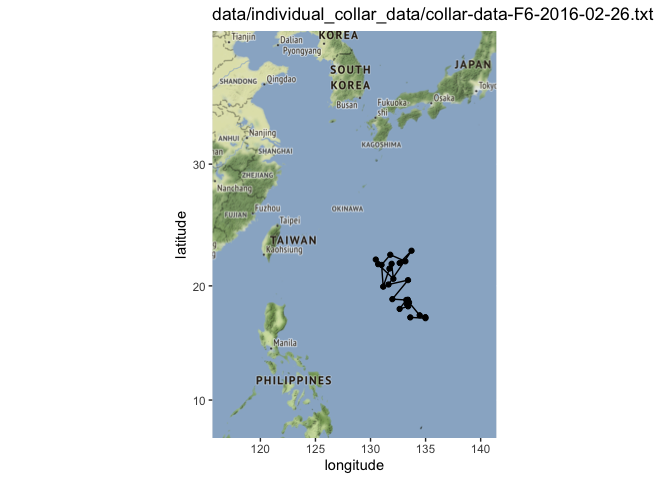 data/individual_collar_data/collar-data-F6-2016-02-26.txt
Tianjin
Dalian
KOREA
Pyongyang
JAPAN
SHANDONG
Qingdao
SOUTH
KOREA
Tokyo
Busan
Fukuoka
-shi
Osaka
Nanjing
ANHUI
SHANGHAI
KAGOSHIMA
30
ZHEJIANG
Nanchang
Fuzhou
OKINAWA
FUJIAN
Taipei
TAIWAN
Kaohsiung
latitude
20
Manila
PHILIPPINES
10
120
125
130
135
140
longitude